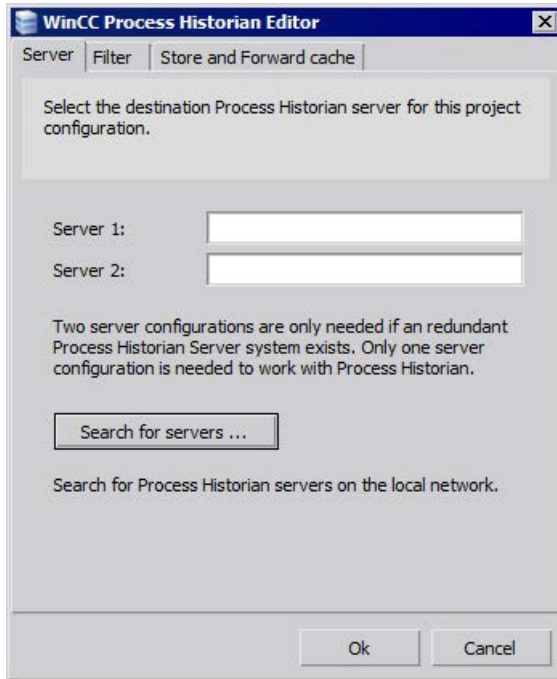 WinCC Process Historian Editor
Server
Filter
Store and Forward cache
Select the destination Process Historian server for this project
configuration.
Server 1:
Server 2:
Two server configurations are only needed if an redundant
Process Historian Server system exists. Only one server
configuration is needed to work with Process Historian.
Search for servers ...
Search for Process Historian servers on the local network.
Ok
Cancel